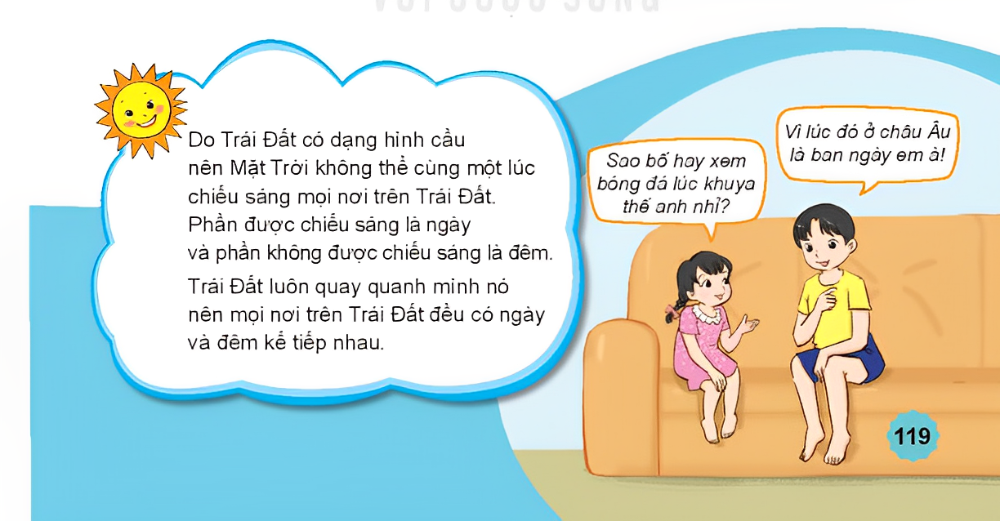 Do Trái Đất có dạng hình cầu
nên Mặt Trời không thể cùng một lúc
chiếu sáng mọi nơi trên Trái Đất.
Phần được chiếu sáng là ngày
và phần không được chiếu sáng là đêm.
Trái Đất luôn quay quanh mình nó
nên mọi nơi trên Trái Đất đều có ngày
và đêm kế tiếp nhau.
Sao bố hay xem
bóng đá lúc khuya
thế anh nhỉ?
Vì lúc đó ở châu Âu
là ban ngày em à!
119